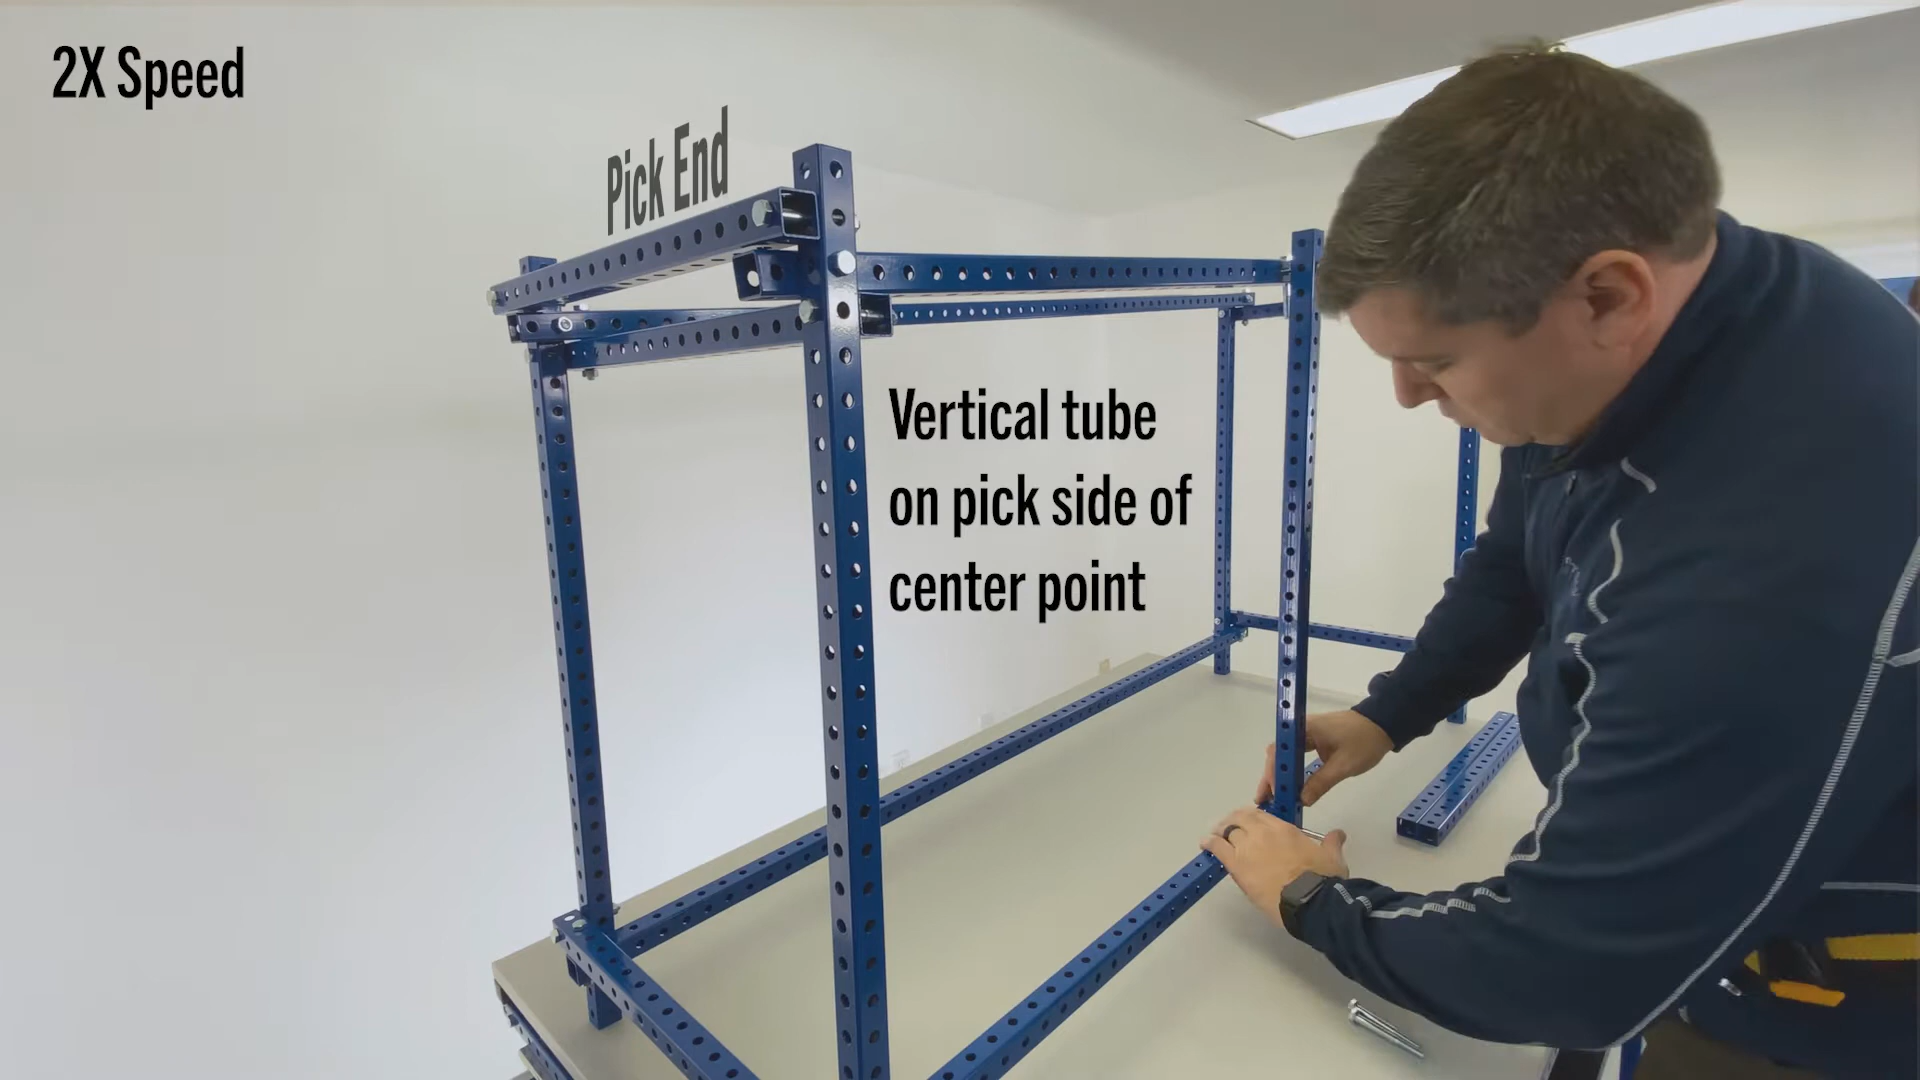 2X Speed
Pick End
Vertical tube
on pick side of
center point